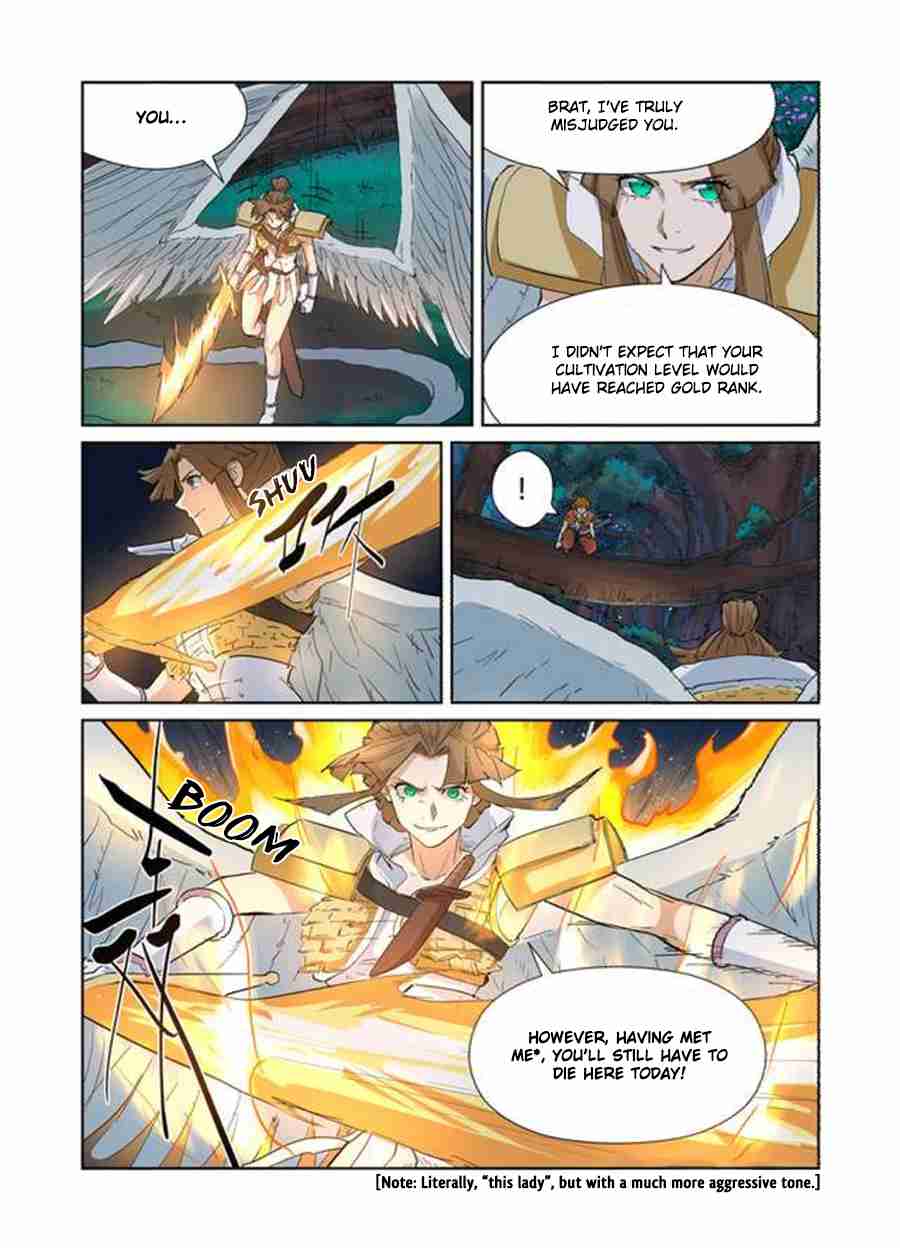 YOU...
BRAT, I'VE TRULY
MISJUDGED YOU.
I DIDN'T EXPECT THAT YOUR
CULTIVATION LEVEL WOULD
HAVE REACHED GOLD RANK.
SHUU
!
BOOM
HOWEVER, HAVING MET
ME*, YOU'LL STILL HAVE TO
DIE HERE TODAY!
[Note: Literally, “this lady”, but with a much more aggressive tone.]